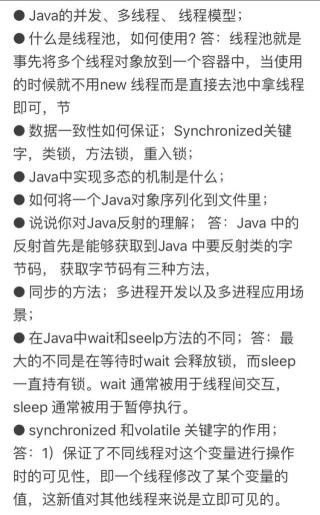 ● Java的并发、多线程、 线程模型；
● 什么是线程池，如何使用? 答：线程池就是
事先将多个线程对象放到一个容器中，当使用
的时候就不用new 线程而是直接去池中拿线程
即可，节
● 数据一致性如何保证；Synchronized关键
字，类锁，方法锁，重入锁；
● Java中实现多态的机制是什么；
● 如何将一个Java对象序列化到文件里；
● 说说你对Java反射的理解； 答：Java 中的
反射首先是能够获取到Java 中要反射类的字
节码， 获取字节码有三种方法，
● 同步的方法；多进程开发以及多进程应用场
景；
● 在Java中wait和seelp方法的不同；答：最
大的不同是在等待时wait 会释放锁，而sleep
一直持有锁。wait 通常被用于线程间交互，
sleep 通常被用于暂停执行。
● synchronized 和volatile 关键字的作用；
答：1）保证了不同线程对这个变量进行操作
时的可见性，即一个线程修改了某个变量的
值，这新值对其他线程来说是立即可见的。